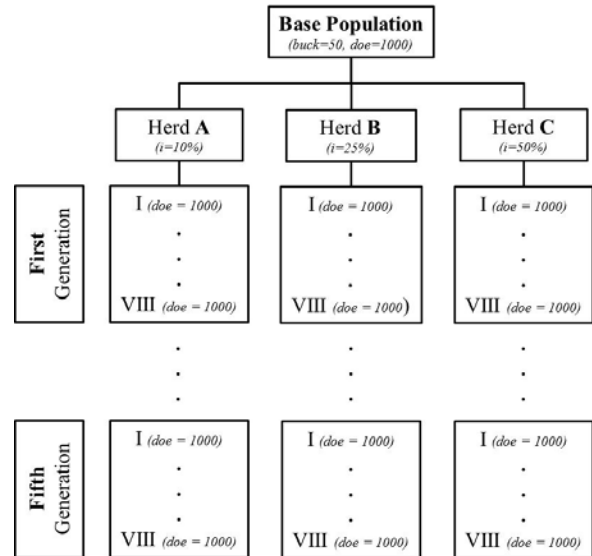 Base Population
(buck=50, doe=1000)
Herd A
(i=10%)
Herd B
(i=25%)
Herd C
(i=50%)
First
Generation
I (doe = 1000)
VIII (doe = 1000)
I (doe = 1000)
VIII (doe = 1000)
I (doe = 1000)
VIII (doe = 1000)
Fifth
Generation
I (doe = 1000)
VIII (doe = 1000)
I (doe = 1000)
VIII (doe = 1000)
I (doe = 1000)
VIII (doe = 1000)